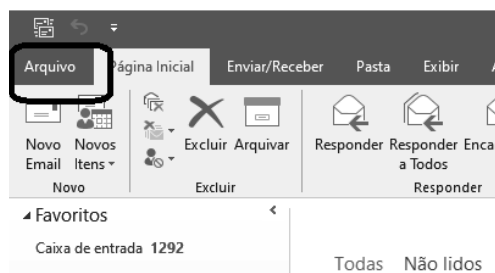 Arquivo Página Inicial Enviar/Receber Pasta Exibir
Novo Email
Novos Itens
Excluir
Arquivar
Responder
Responder a Todos
Novo Excluir Responder
Favoritos
Caixa de entrada 1292
Todas Não lidos